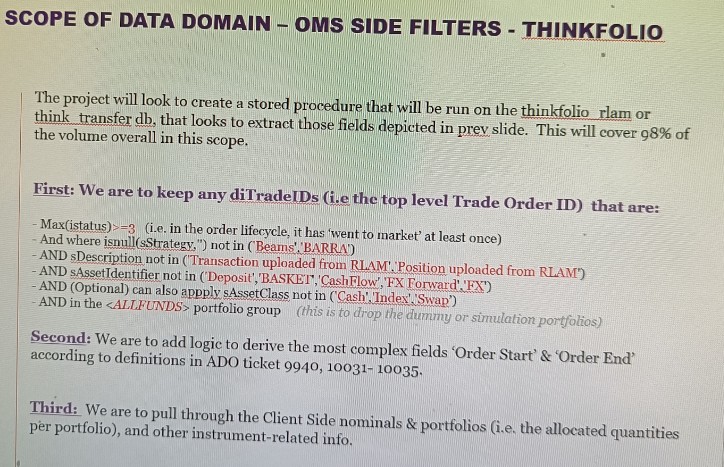 SCOPE OF DATA DOMAIN – OMS SIDE FILTERS - THINKFOLIO
The project will look to create a stored procedure that will be run on the thinkfolio_rlam or
think_transfer db, that looks to extract those fields depicted in prev slide. This will cover 98% of
the volume overall in this scope.
First: We are to keep any diTradeIDs (i.e the top level Trade Order ID) that are:
- Max(istatus)>=3 (i.e. in the order lifecycle, it has 'went to market' at least once)
- And where isnull(sStrategy,'') not in ('Beams','BARRA')
- AND sDescription not in ('Transaction uploaded from RLAM','Position uploaded from RLAM')
- AND sAssetIdentifier not in ('Deposit','BASKET','CashFlow','FX Forward','FX')
- AND (Optional) can also appply sAssetClass not in ('Cash','Index','Swap')
- AND in the <ALLFUNDS> portfolio group (this is to drop the dummy or simulation portfolios)
Second: We are to add logic to derive the most complex fields 'Order Start' & 'Order End'
according to definitions in ADO ticket 9940, 10031- 10035.
Third: We are to pull through the Client Side nominals & portfolios (i.e. the allocated quantities
per portfolio), and other instrument-related info.